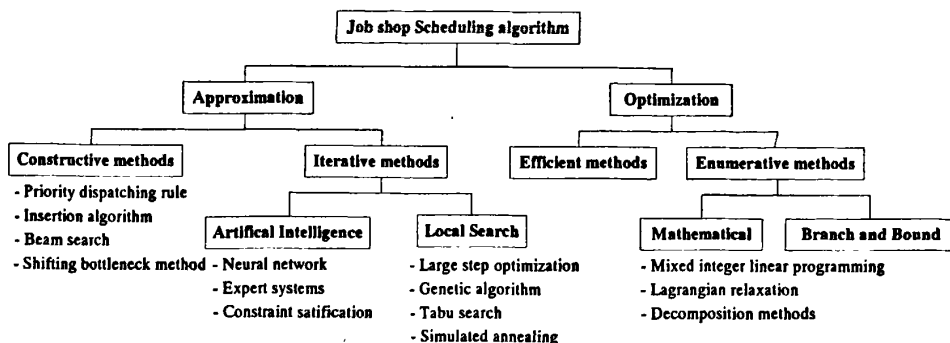 Job shop Scheduling algorithm
Approximation
Optimization
Constructive methods
- Priority dispatching rule
- Insertion algorithm
- Beam search
- Shifting bottleneck method
Iterative methods
Efficient methods
Enumerative methods
Artifical Intelligence
- Neural network
- Expert systems
- Constraint satification
Local Search
- Large step optimization
- Genetic algorithm
- Tabu search
- Simulated annealing
Mathematical
- Mixed integer linear programming
- Lagrangian relaxation
- Decomposition methods
Branch and Bound